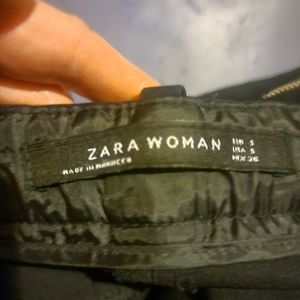 ZARA WOMAN
EUR S
USA S
MEX 26
MADE IN MOROCCO